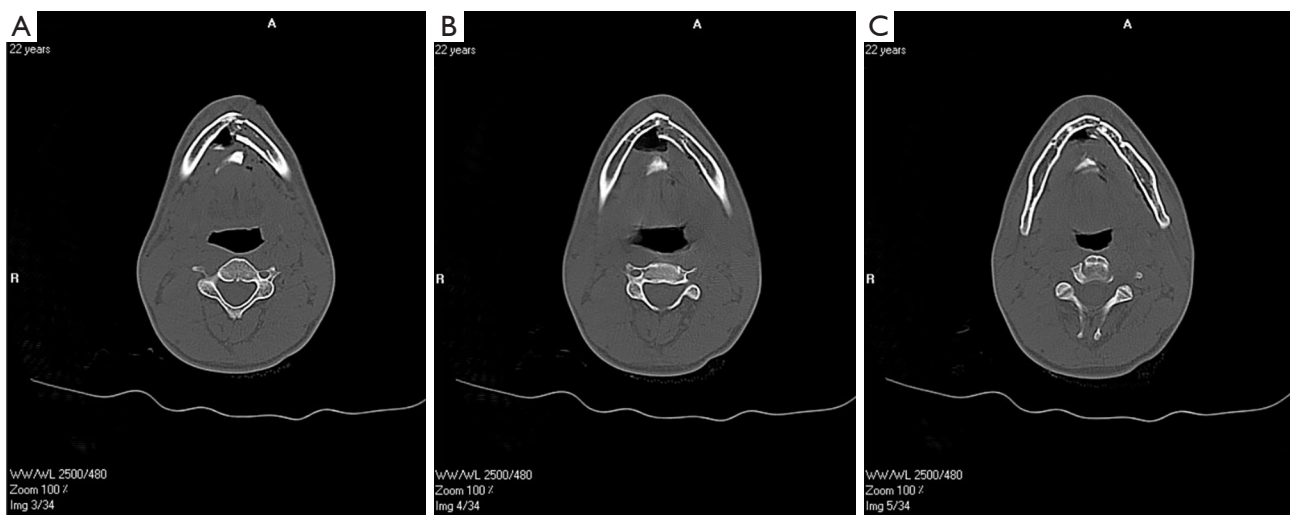 A
A
22 years
R
WW/WL 2500/480
Zoom 100 %
Img 3/34
B
A
22 years
R
WW/WL 2500/480
Zoom 100 %
Img 4/34
C
A
22 years
R
WW/WL 2500/480
Zoom 100 %
Img 5/34